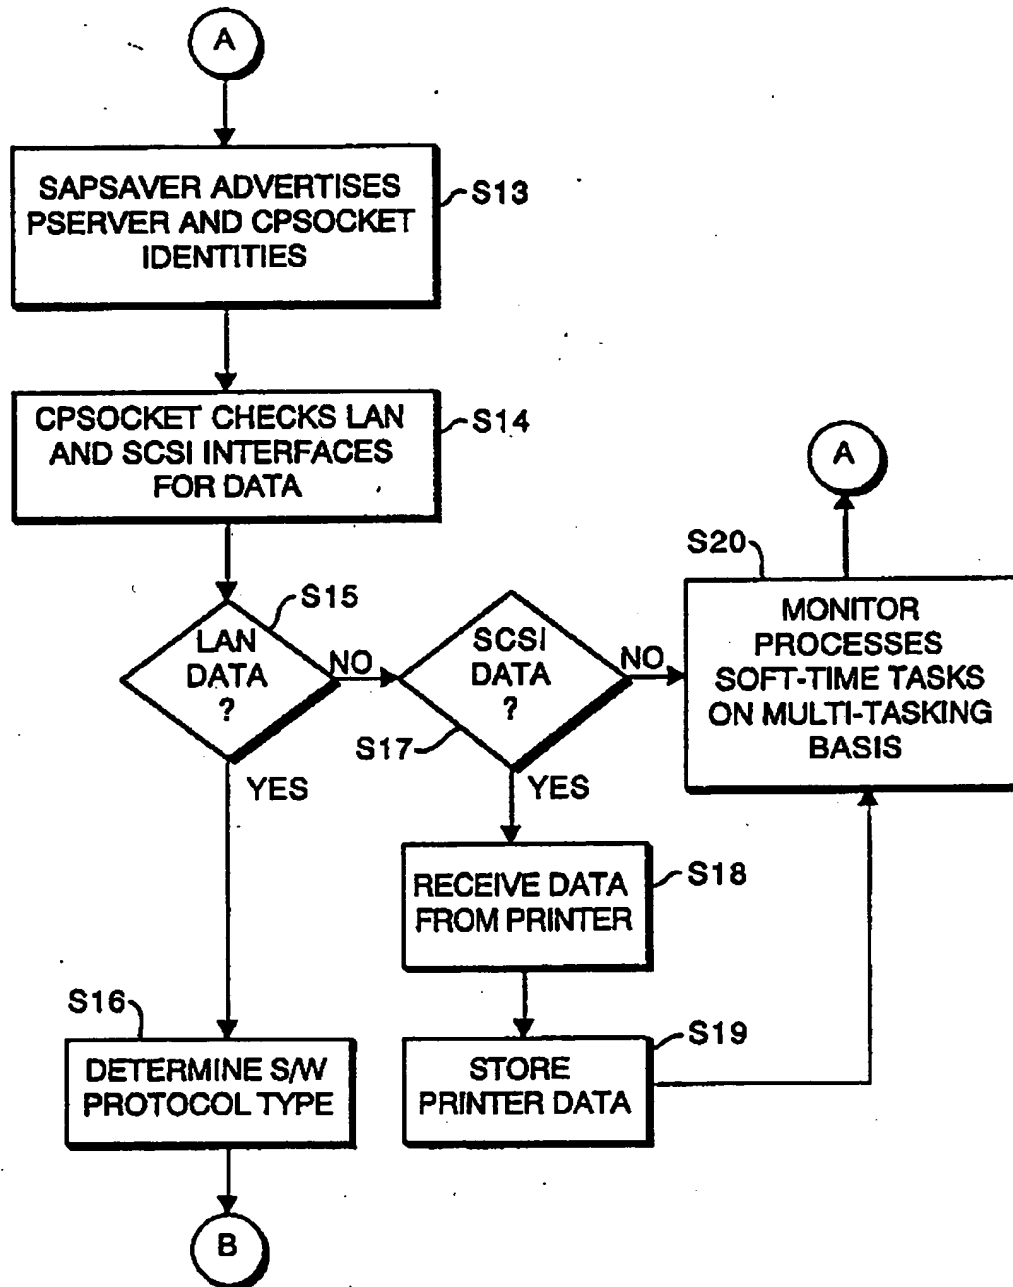 A
SAPSAVER ADVERTISES
PSERVER AND CPSOCKET
IDENTITIES
S13
CPSOCKET CHECKS LAN
AND SCSI INTERFACES
FOR DATA
S14
A
S20
MONITOR
PROCESSES
SOFT-TIME TASKS
ON MULTI-TASKING
BASIS
S15
LAN
DATA
?
NO
YES
SCSI
DATA
?
NO
S17
YES
RECEIVE DATA
FROM PRINTER
S18
S16
DETERMINE S/W
PROTOCOL TYPE
STORE
PRINTER DATA
S19
B